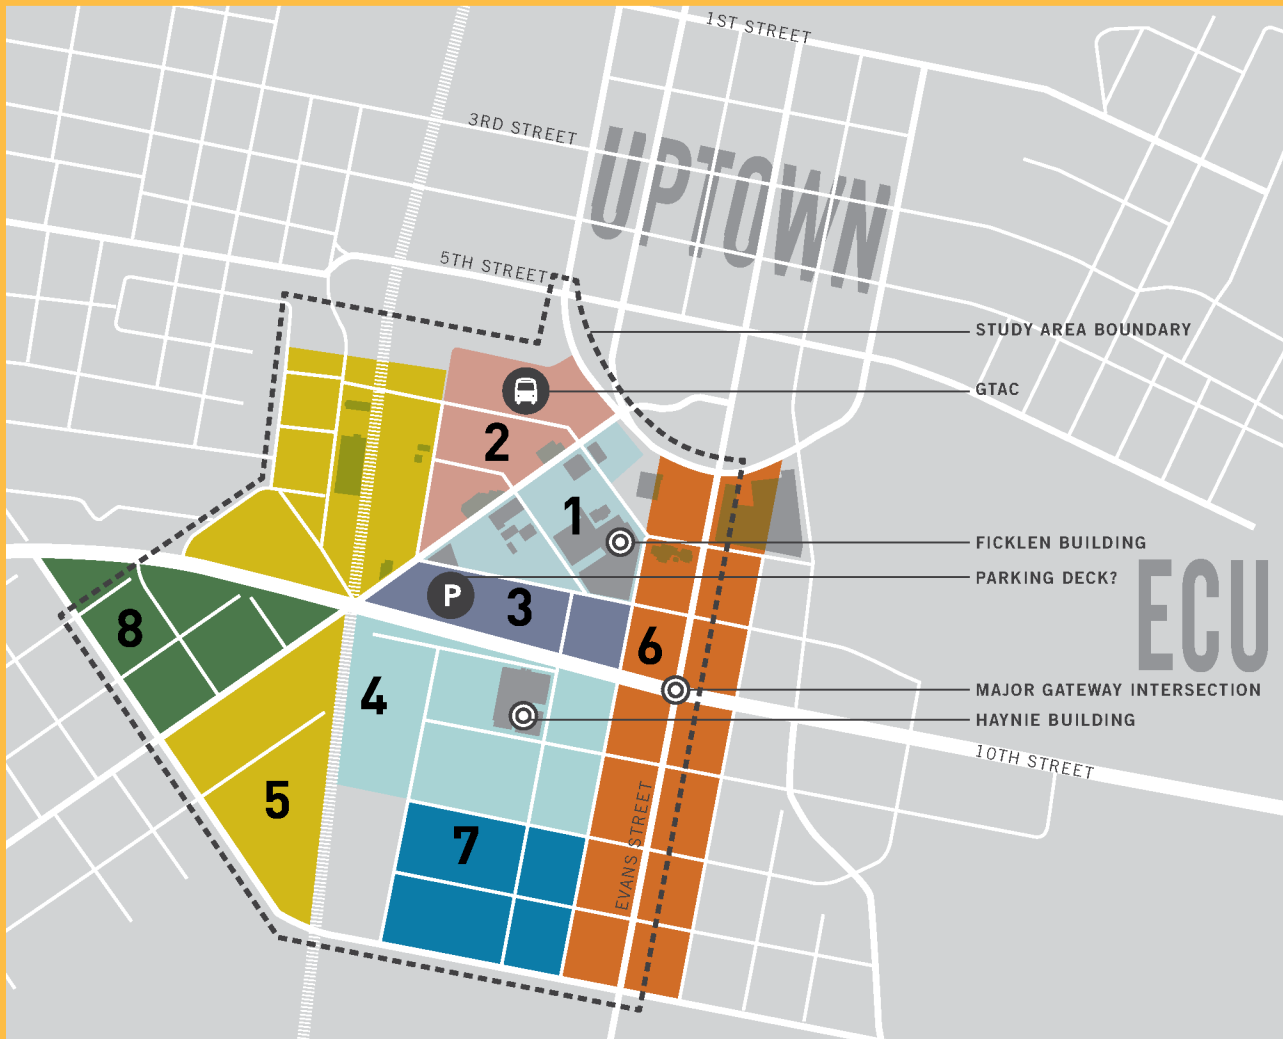 1ST STREET
3RD STREET
UPTOWN
5TH STREET
STUDY AREA BOUNDARY
GTAC
2
1
FICKLEN BUILDING
PARKING DECK?
P
3
ECU
8
6
4
MAJOR GATEWAY INTERSECTION
HAYNIE BUILDING
10TH STREET
5
EVANS STREET
7